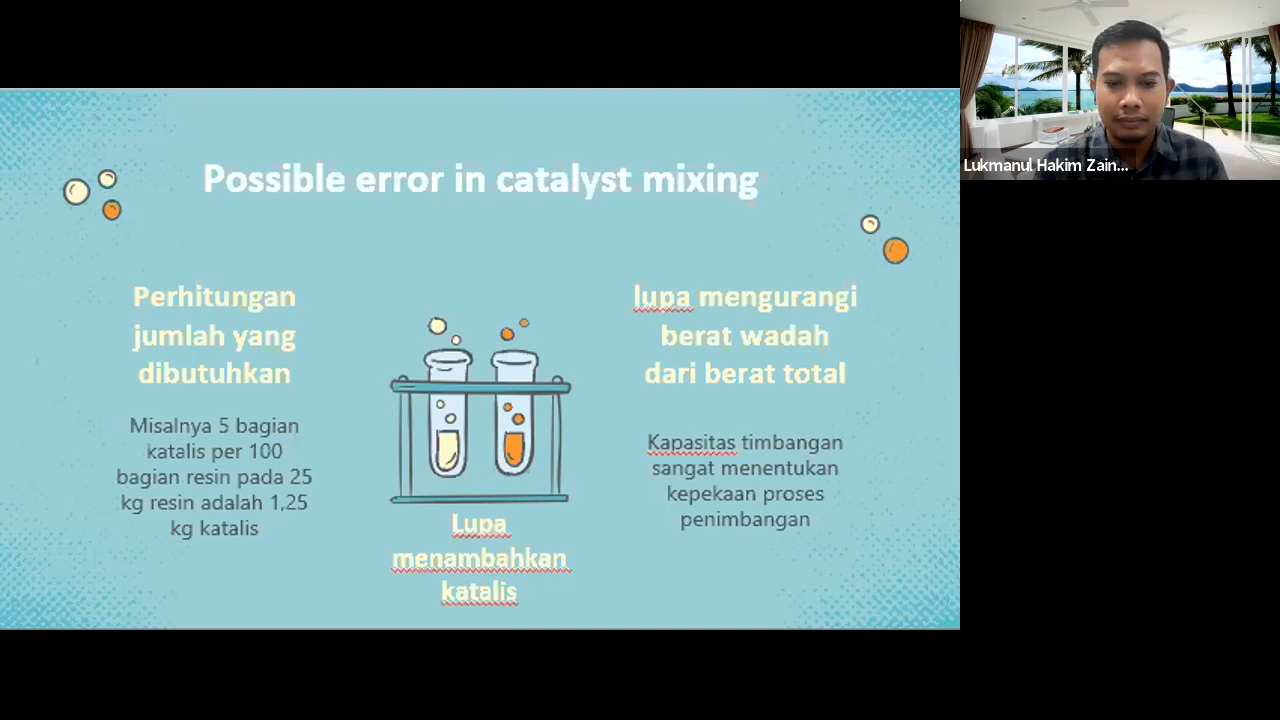 Possible error in catalyst mixing
Perhitungan
jumlah yang
dibutuhkan
Misalnya 5 bagian
katalis per 100
bagian resin pada 25
kg resin adalah 1,25
kg katalis
Lupa
menambahkan
katalis
lupa mengurangi
berat wadah
dari berat total
Kapasitas timbangan
sangat menentukan
kepekaan proses
penimbangan
Lukmanul Hakim Zain...